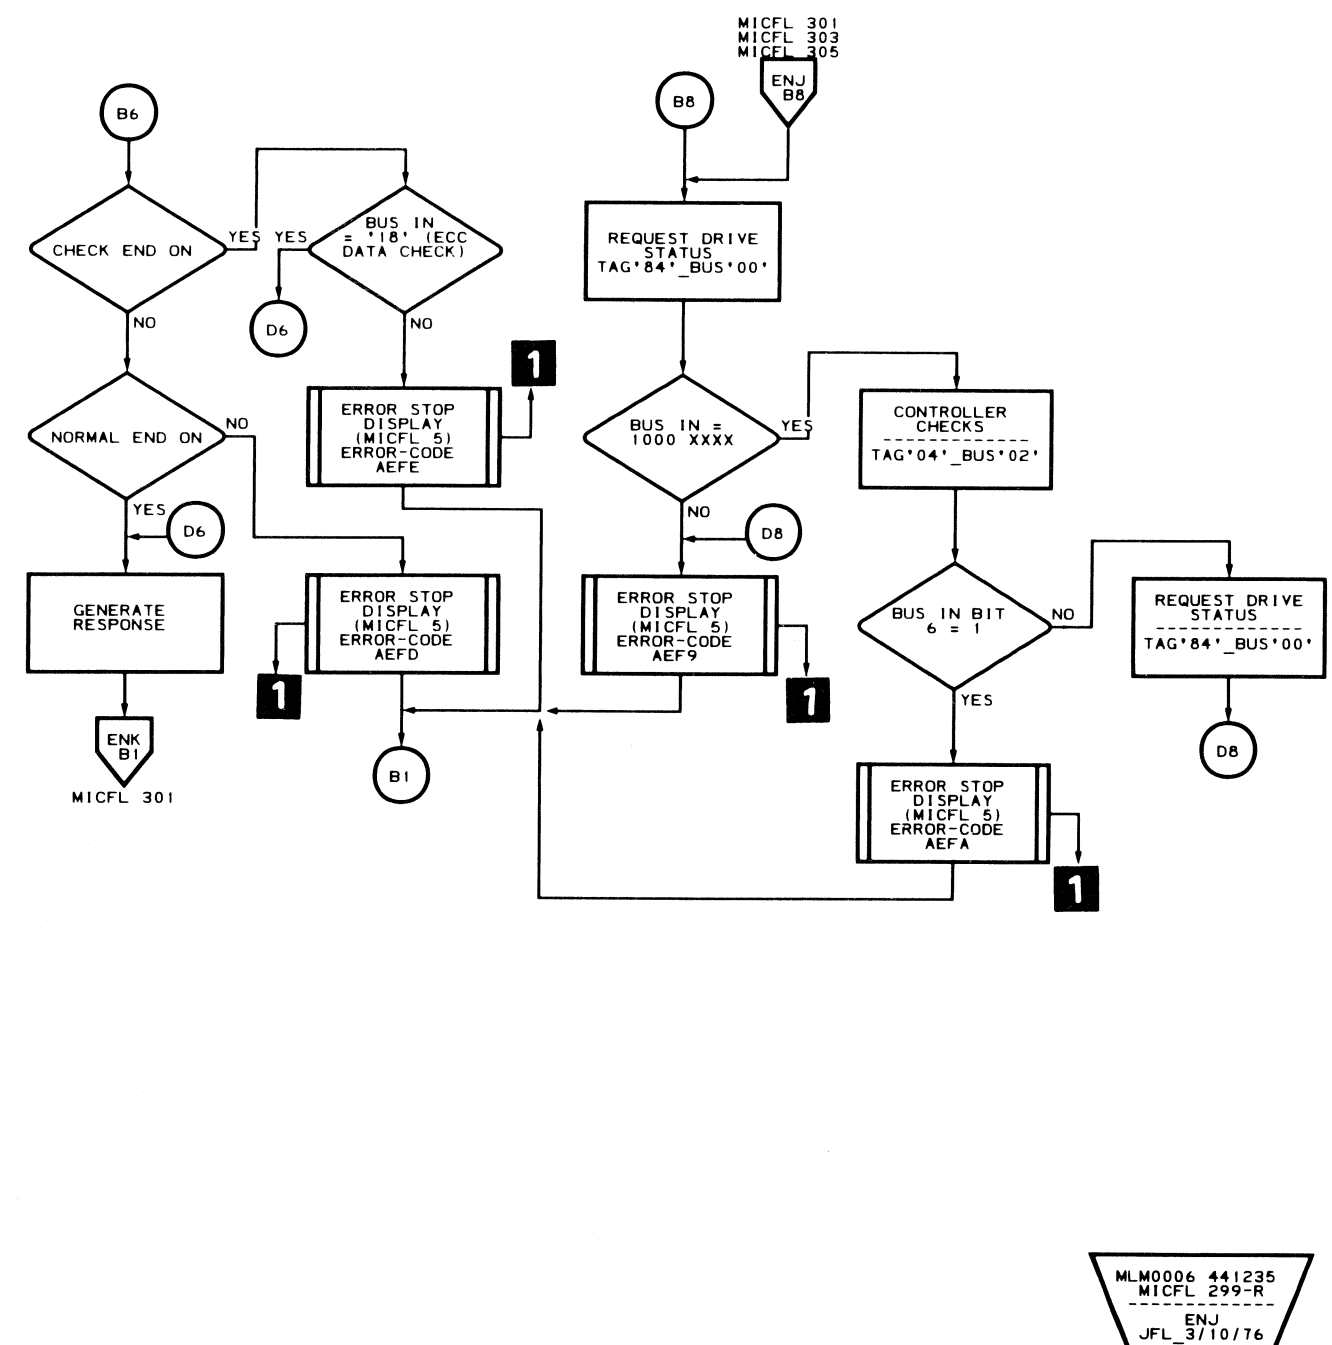 MICFL 301
MICFL 303
MICFL 305
ENJ
B8
B6
B8
CHECK END ON
YES
YES
BUS IN
= '18' (ECC
DATA CHECK)
REQUEST DRIVE
STATUS
TAG'84'_BUS'00'
NO
D6
NO
1
NORMAL END ON
NO
ERROR STOP
DISPLAY
(MICFL 5)
ERROR-CODE
AEFE
BUS IN =
1000 XXXX
YES
CONTROLLER
CHECKS
--------------
TAG'04'_BUS'02'
YES
D6
NO
D8
GENERATE
RESPONSE
ERROR STOP
DISPLAY
(MICFL 5)
ERROR-CODE
AEFD
1
ERROR STOP
DISPLAY
(MICFL 5)
ERROR-CODE
AEF9
1
BUS IN BIT
6 = 1
NO
REQUEST DRIVE
STATUS
--------------
TAG'84'_BUS'00'
YES
ENK
B1
MICFL 301
B1
D8
ERROR STOP
DISPLAY
(MICFL 5)
ERROR-CODE
AEFA
1
MLM0006 441235
MICFL 299-R
--------------
ENJ
JFL_3/10/76